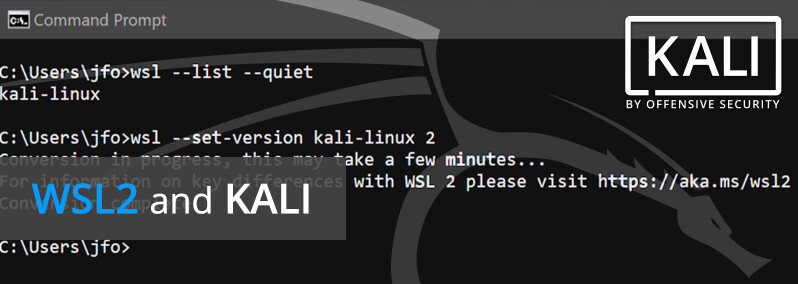 Command Prompt
KALI
BY OFFENSIVE SECURITY
C:\Users\jfo>wsl --list --quiet
kali-linux
C:\Users\jfo>wsl --set-version kali-linux 2
Conversion in progress, this may take a few minutes...
For information on key differences with WSL 2 please visit https://aka.ms/wsl2
Conversion complete.
WSL2 and KALI
C:\Users\jfo>